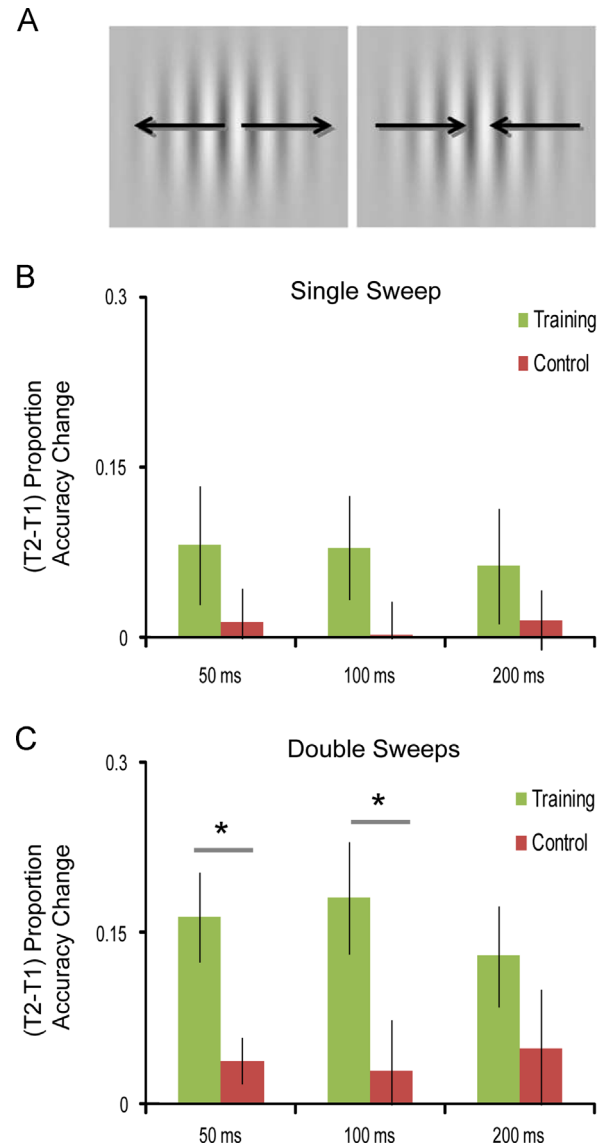 A
B
Single Sweep
0.3
Training
Control
0.15
(T2-T1) Proportion
Accuracy Change
0
50 ms
100 ms
200 ms
C
Double Sweeps
0.3
Training
Control
*
*
0.15
(T2-T1) Proportion
Accuracy Change
0
50 ms
100 ms
200 ms